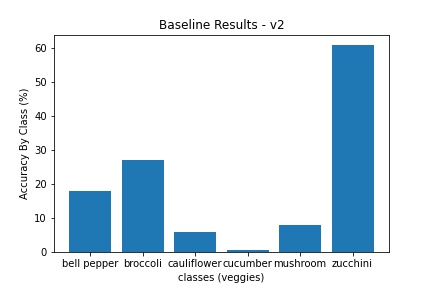 Baseline Results - v2
Accuracy By Class (%)
60
50
40
30
20
10
0
bell pepper broccoli cauliflower cucumber mushroom zucchini
classes (veggies)